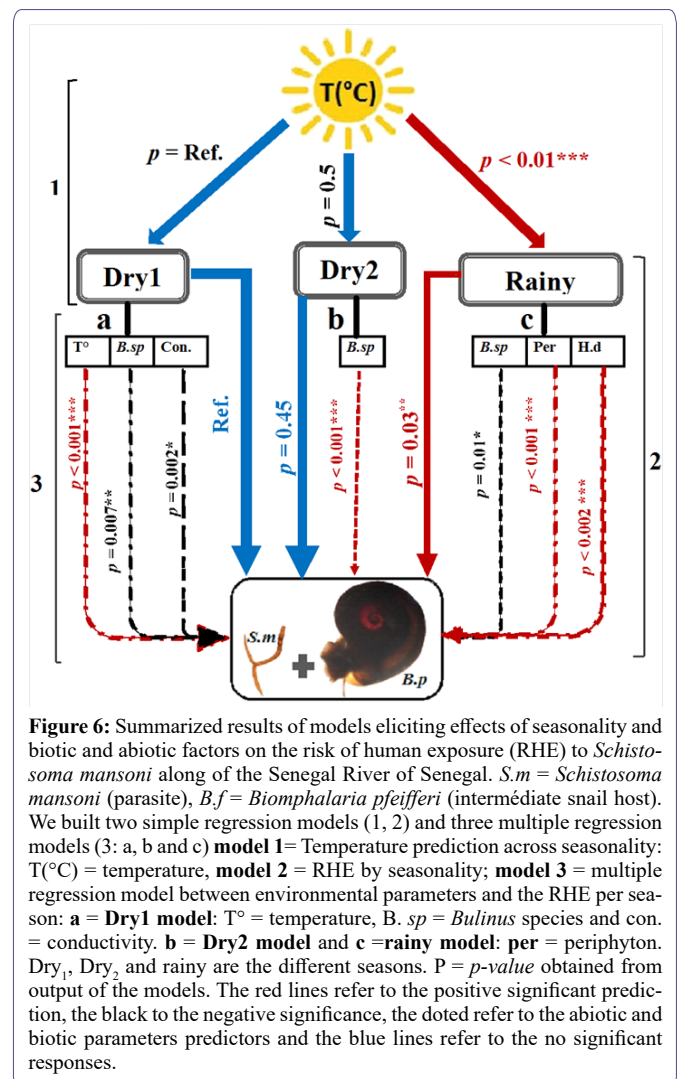 T(°C)
p = Ref.
p = 0.5
p < 0.01***
1
Dry1
Dry2
Rainy
a
b
c
T°
B.sp
Con.
B.sp
B.sp
Per
H.d
3
2
p < 0.001***
p = 0.007**
p = 0.002*
Ref.
p = 0.45
p < 0.001***
p = 0.03**
p = 0.01*
p < 0.001 ***
p < 0.002 ***
S.m
B.p
Figure 6: Summarized results of models eliciting effects of seasonality and
biotic and abiotic factors on the risk of human exposure (RHE) to Schisto-
soma mansoni along of the Senegal River of Senegal. S.m = Schistosoma
mansoni (parasite), B.f = Biomphalaria pfeifferi (intermédiate snail host).
We built two simple regression models (1, 2) and three multiple regression
models (3: a, b and c) model 1= Temperature prediction across seasonality:
T(°C) = temperature, model 2 = RHE by seasonality; model 3 = multiple
regression model between environmental parameters and the RHE per sea-
son: a = Dry1 model: T° = temperature, B. sp = Bulinus species and con.
= conductivity. b = Dry2 model and c =rainy model: per = periphyton.
Dry₁, Dry₂ and rainy are the different seasons. P = p-value obtained from
output of the models. The red lines refer to the positive significant predic-
tion, the black to the negative significance, the doted refer to the abiotic and
biotic parameters predictors and the blue lines refer to the no significant
responses.